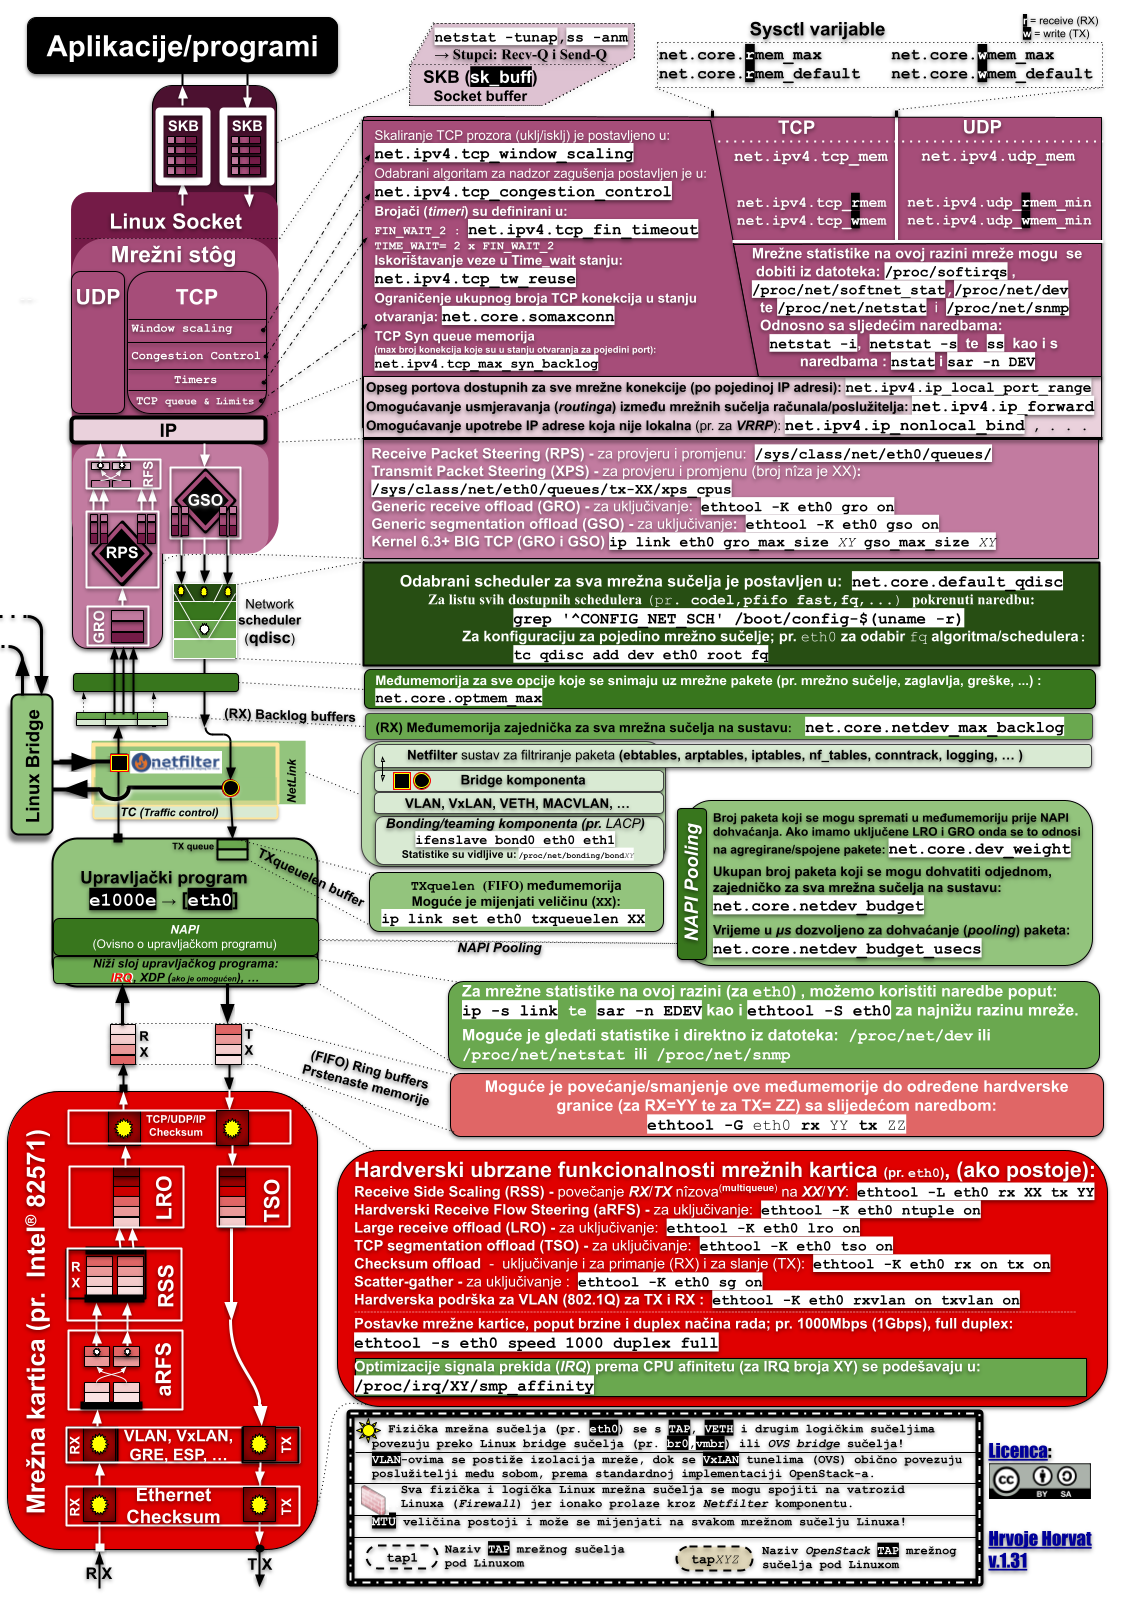 Aplikacije/programi
netstat -tunap,ss -anm
→ Stupci: Recv-Q i Send-Q
SKB (sk_buff)
Socket buffer
Sysctl varijable
r = receive (RX)
w = write (TX)
net.core.rmem_max net.core.wmem_max
net.core.rmem_default net.core.wmem_default
SKB SKB
Linux Socket
Mrežni stôg
UDP TCP
Window scaling
Congestion Control
Timers
TCP queue & Limits
IP
Skaliranje TCP prozora (uklj/isklj) je postavljeno u:
net.ipv4.tcp_window_scaling
Odabrani algoritam za nadzor zagušenja postavljen je u:
net.ipv4.tcp_congestion_control
Brojači (timeri) su definirani u:
FIN_WAIT_2 : net.ipv4.tcp_fin_timeout
TIME_WAIT= 2 x FIN_WAIT_2
Iskorištavanje veze u Time_wait stanju:
net.ipv4.tcp_tw_reuse
Ograničenje ukupnog broja TCP konekcija u stanju
otvaranja: net.core.somaxconn
TCP Syn queue memorija
(max broj konekcija koje su u stanju otvaranja za pojedini port):
net.ipv4.tcp_max_syn_backlog
TCP UDP
net.ipv4.tcp_mem net.ipv4.udp_mem
net.ipv4.tcp_rmem net.ipv4.udp_rmem_min
net.ipv4.tcp_wmem net.ipv4.udp_wmem_min
Mrežne statistike na ovoj razini mreže mogu se
dobiti iz datoteka: /proc/softirqs ,
/proc/net/softnet_stat,/proc/net/dev
te /proc/net/netstat i /proc/net/snmp
Odnosno sa sljedećim naredbama:
netstat -i, netstat -s te ss kao i s
naredbama : nstat i sar -n DEV
Opseg portova dostupnih za sve mrežne konekcije (po pojedinoj IP adresi): net.ipv4.ip_local_port_range
Omogućavanje usmjeravanja (routinga) između mrežnih sučelja računala/poslužitelja: net.ipv4.ip_forward
Omogućavanje upotrebe IP adrese koja nije lokalna (pr. za VRRP): net.ipv4.ip_nonlocal_bind , . . .
RFS
GSO
RPS
GRO
Receive Packet Steering (RPS) - za provjeru i promjenu: /sys/class/net/eth0/queues/
Transmit Packet Steering (XPS) - za provjeru i promjenu (broj nîza je XX):
/sys/class/net/eth0/queues/tx-XX/xps_cpus
Generic receive offload (GRO) - za uključivanje: ethtool -K eth0 gro on
Generic segmentation offload (GSO) - za uključivanje: ethtool -K eth0 gso on
Kernel 6.3+ BIG TCP (GRO i GSO) ip link eth0 gro_max_size XY gso_max_size XY
Network
scheduler
(qdisc)
Odabrani scheduler za sva mrežna sučelja je postavljen u: net.core.default_qdisc
Za listu svih dostupnih schedulera (pr. codel,pfifo fast,fq,...) pokrenuti naredbu:
grep '^CONFIG_NET_SCH' /boot/config-$(uname -r)
Za konfiguraciju za pojedino mrežno sučelje; pr. eth0 za odabir fq algoritma/schedulera:
tc qdisc add dev eth0 root fq
Međumemorija za sve opcije koje se snimaju uz mrežne pakete (pr. mrežno sučelje, zaglavlja, greške, ...) :
net.core.optmem_max
(RX) Backlog buffers
(RX) Međumemorija zajednička za sva mrežna sučelja na sustavu: net.core.netdev_max_backlog
Linux Bridge
netfilter
NetLink
TC (Traffic control)
Netfilter sustav za filtriranje paketa (ebtables, arptables, iptables, nf_tables, conntrack, logging, ... )
Bridge komponenta
VLAN, VxLAN, VETH, MACVLAN, ...
Bonding/teaming komponenta (pr. LACP)
ifenslave bond0 eth0 eth1
Statistike su vidljive u: /proc/net/bonding/bondXY
TX queue
TXqueuelen buffer
Upravljački program
e1000e → [eth0]
NAPI
(Ovisno o upravljačkom programu)
Niži sloj upravljačkog programa:
IRQ, XDP (ako je omogućen), ...
TXquelen (FIFO) međumemorija
Moguće je mijenjati veličinu (XX):
ip link set eth0 txqueuelen XX
NAPI Pooling
NAPI Pooling
Broj paketa koji se mogu spremati u međumemoriju prije NAPI
dohvaćanja. Ako imamo uključene LRO i GRO onda se to odnosi
na agregirane/spojene pakete: net.core.dev_weight
Ukupan broj paketa koji se mogu dohvatiti odjednom,
zajedničko za sva mrežna sučelja na sustavu:
net.core.netdev_budget
Vrijeme u µs dozvoljeno za dohvaćanje (pooling) paketa:
net.core.netdev_budget_usecs
Za mrežne statistike na ovoj razini (za eth0) , možemo koristiti naredbe poput:
ip -s link te sar -n EDEV kao i ethtool -S eth0 za najnižu razinu mreže.
Moguće je gledati statistike i direktno iz datoteka: /proc/net/dev ili
/proc/net/netstat ili /proc/net/snmp
R X
T X
(FIFO) Ring buffers
Prstenaste memorije
Moguće je povećanje/smanjenje ove međumemorije do određene hardverske
granice (za RX=YY te za TX= ZZ) sa slijedećom naredbom:
ethtool -G eth0 rx YY tx ZZ
Mrežna kartica (pr. Intel® 82571)
TCP/UDP/IP
Checksum
LRO
TSO
R X
RSS
aRFS
RX VLAN, VxLAN, TX
GRE, ESP, ...
RX Ethernet TX
Checksum
R X
T X
Hardverski ubrzane funkcionalnosti mrežnih kartica (pr. eth0), (ako postoje):
Receive Side Scaling (RSS) - povečanje RX/TX nîzova(multiqueue) na XX/YY: ethtool -L eth0 rx XX tx YY
Hardverski Receive Flow Steering (aRFS) - za uključivanje: ethtool -K eth0 ntuple on
Large receive offload (LRO) - za uključivanje: ethtool -K eth0 lro on
TCP segmentation offload (TSO) - za uključivanje: ethtool -K eth0 tso on
Checksum offload - uključivanje i za primanje (RX) i za slanje (TX): ethtool -K eth0 rx on tx on
Scatter-gather - za uključivanje : ethtool -K eth0 sg on
Hardverska podrška za VLAN (802.1Q) za TX i RX : ethtool -K eth0 rxvlan on txvlan on
Postavke mrežne kartice, poput brzine i duplex načina rada; pr. 1000Mbps (1Gbps), full duplex:
ethtool -s eth0 speed 1000 duplex full
Optimizacije signala prekida (IRQ) prema CPU afinitetu (za IRQ broja XY) se podešavaju u:
/proc/irq/XY/smp_affinity
Fizička mrežna sučelja (pr. eth0) se s TAP, VETH i drugim logičkim sučeljima
povezuju preko Linux bridge sučelja (pr. br0,vmbr) ili OVS bridge sučelja!
VLAN-ovima se postiže izolacija mreže, dok se VxLAN tunelima (OVS) obično povezuju
poslužitelji među sobom, prema standardnoj implementaciji OpenStack-a.
Sva fizička i logička Linux mrežna sučelja se mogu spojiti na vatrozid
Linuxa (Firewall) jer ionako prolaze kroz Netfilter komponentu.
MTU veličina postoji i može se mijenjati na svakom mrežnom sučelju Linuxa!
tap1 Naziv TAP mrežnog sučelja
pod Linuxom
tapXYZ Naziv OpenStack TAP mrežnog
sučelja pod Linuxom
Licenca:
CC BY SA
Hrvoje Horvat
v.1.31